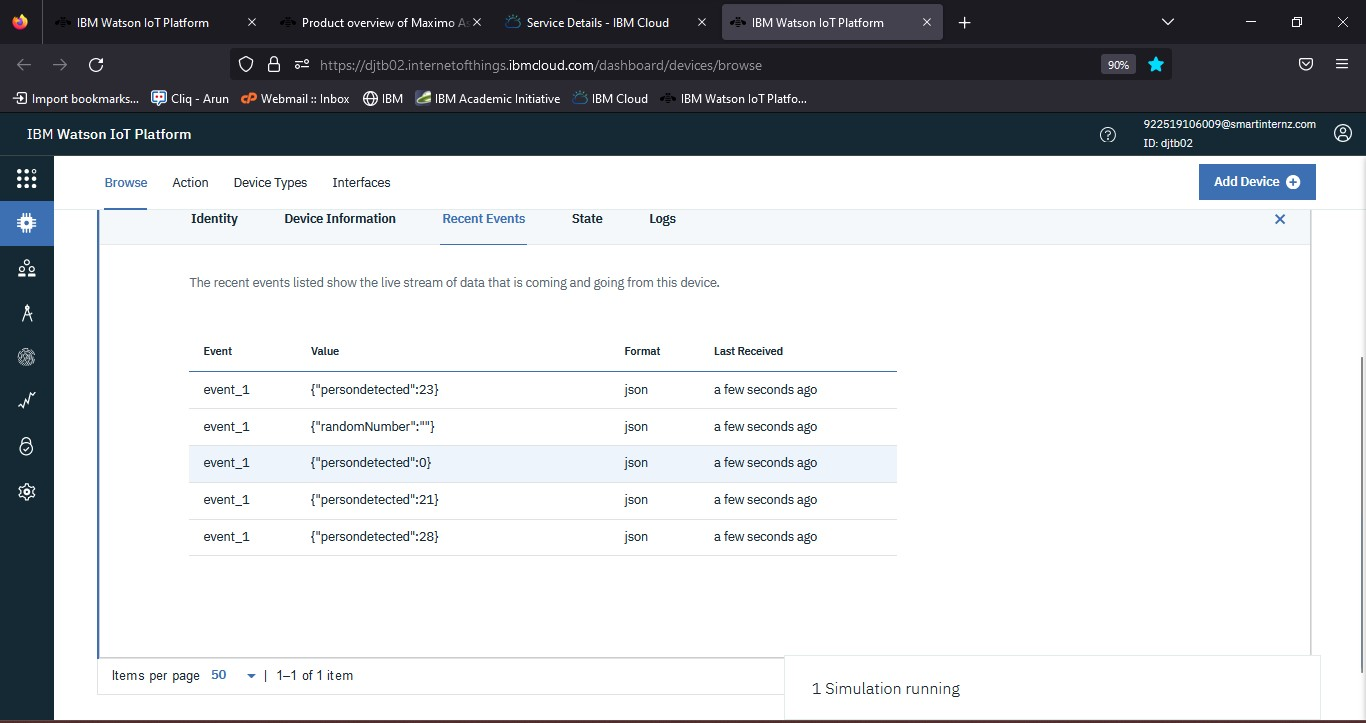 IBM Watson IoT Platform
Product overview of Maximo As
Service Details - IBM Cloud
IBM Watson IoT Platform
https://djtb02.internetofthings.ibmcloud.com/dashboard/devices/browse
90%
Import bookmarks...
Cliq - Arun
cP Webmail :: Inbox
IBM
IBM Academic Initiative
IBM Cloud
IBM Watson IoT Platfo...
IBM Watson IoT Platform
922519106009@smartinternz.com
ID: djtb02
Browse Action Device Types Interfaces
Add Device
Identity Device Information Recent Events State Logs
The recent events listed show the live stream of data that is coming and going from this device.
Event Value Format Last Received
event_1 {"persondetected":23} json a few seconds ago
event_1 {"randomNumber":""} json a few seconds ago
event_1 {"persondetected":0} json a few seconds ago
event_1 {"persondetected":21} json a few seconds ago
event_1 {"persondetected":28} json a few seconds ago
Items per page 50 | 1–1 of 1 item
1 Simulation running